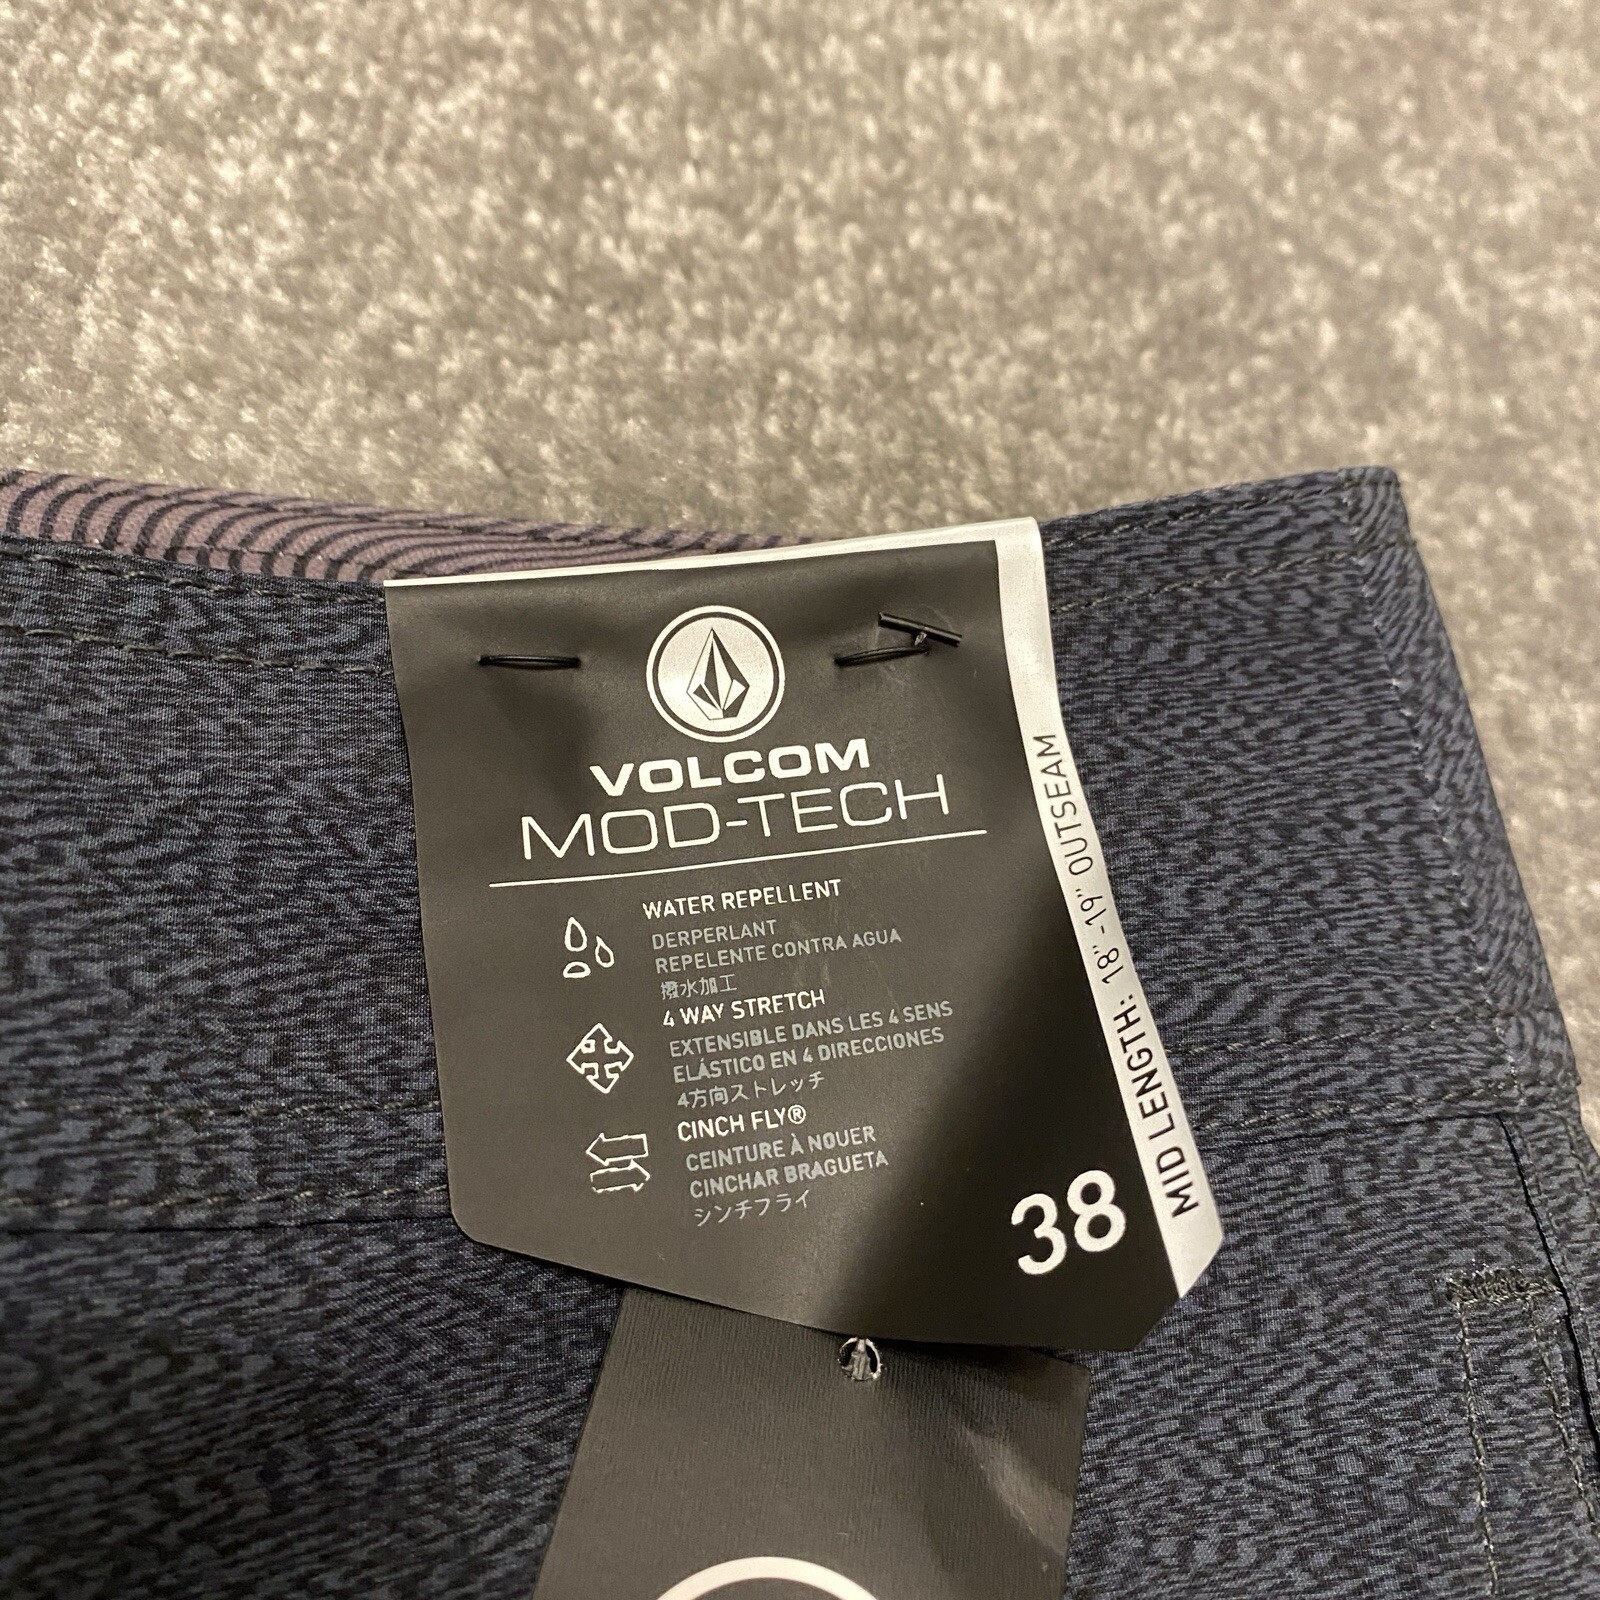 VOLCOM
MOD-TECH
WATER REPELLENT
DERPERLANT
REPELENTE CONTRA AGUA
撥水加工
4 WAY STRETCH
EXTENSIBLE DANS LES 4 SENS
ELÁSTICO EN 4 DIRECCIONES
4方向ストレッチ
CINCH FLY®
CEINTURE À NOUER
CINCHAR BRAGUETA
シンチフライ
38
MID LENGTH: 18" -19" OUTSEAM